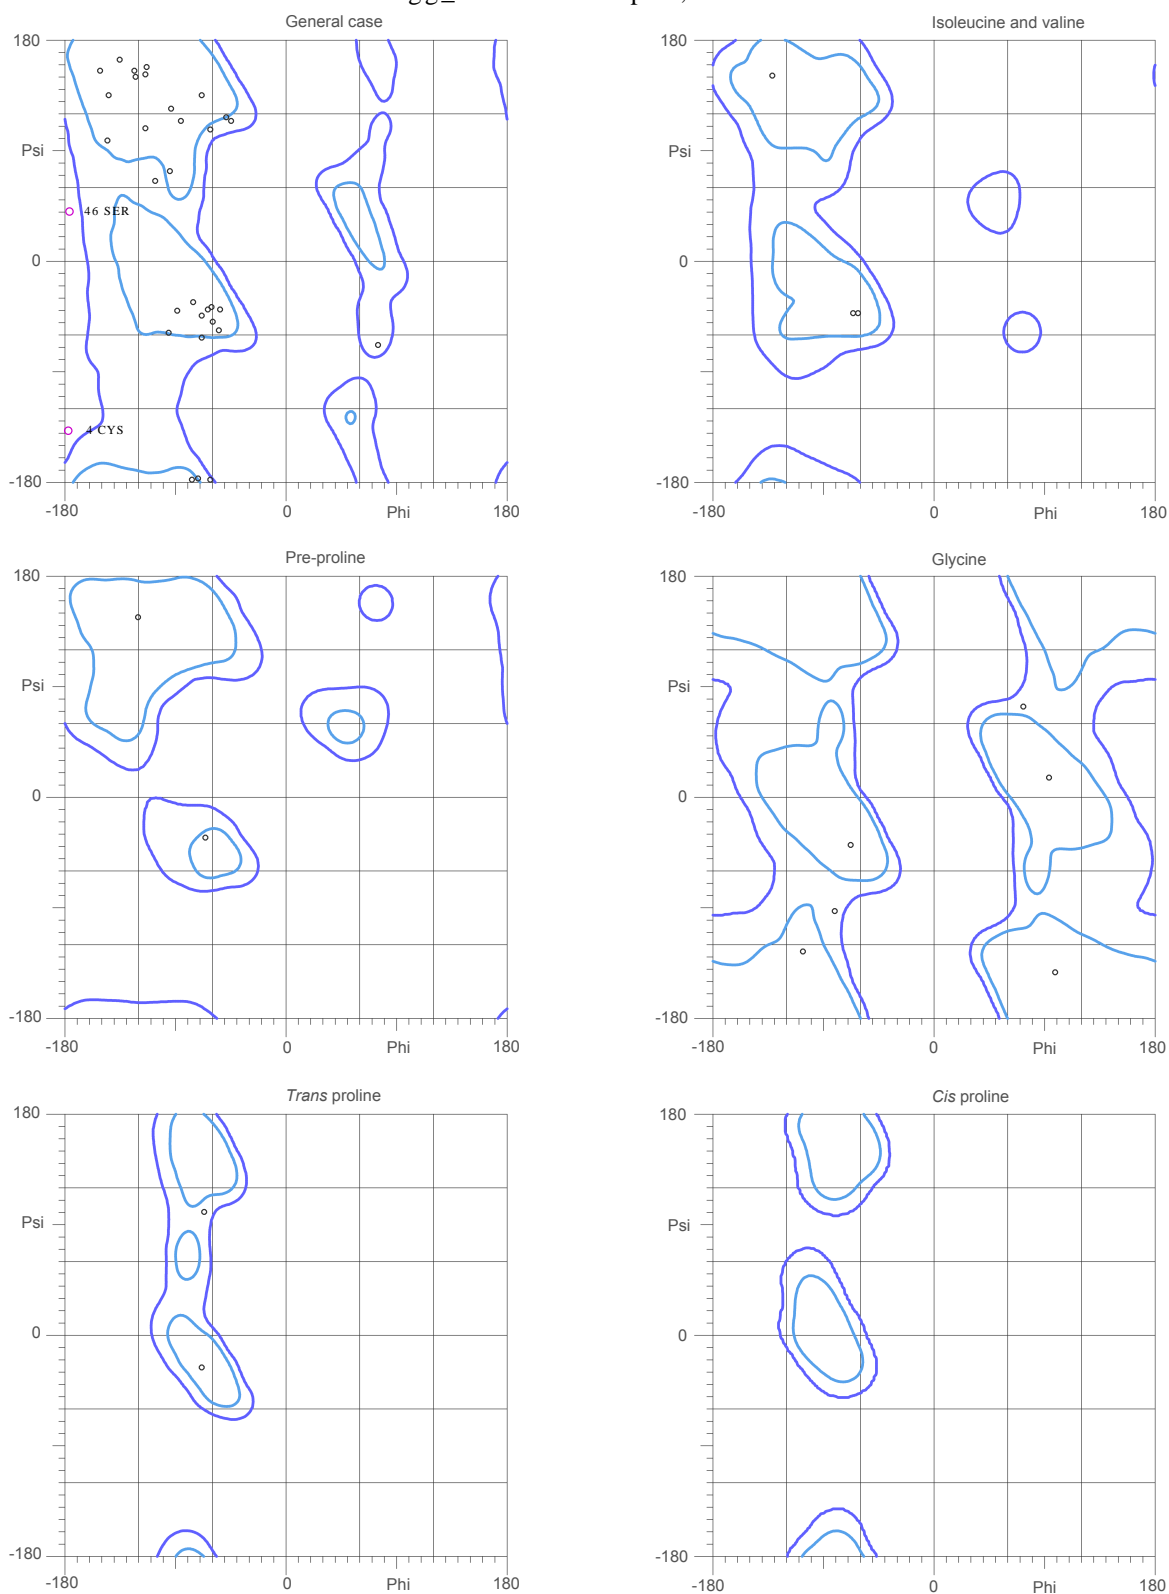 General case
180
Psi
46 SER
0
4 CYS
-180
-180
0
Phi
180
Isoleucine and valine
180
Psi
0
-180
-180
0
Phi
180
Pre-proline
180
Psi
0
-180
-180
0
Phi
180
Glycine
180
Psi
0
-180
-180
0
Phi
180
Trans proline
180
Psi
0
-180
-180
0
Phi
180
Cis proline
180
Psi
0
-180
-180
0
Phi
180